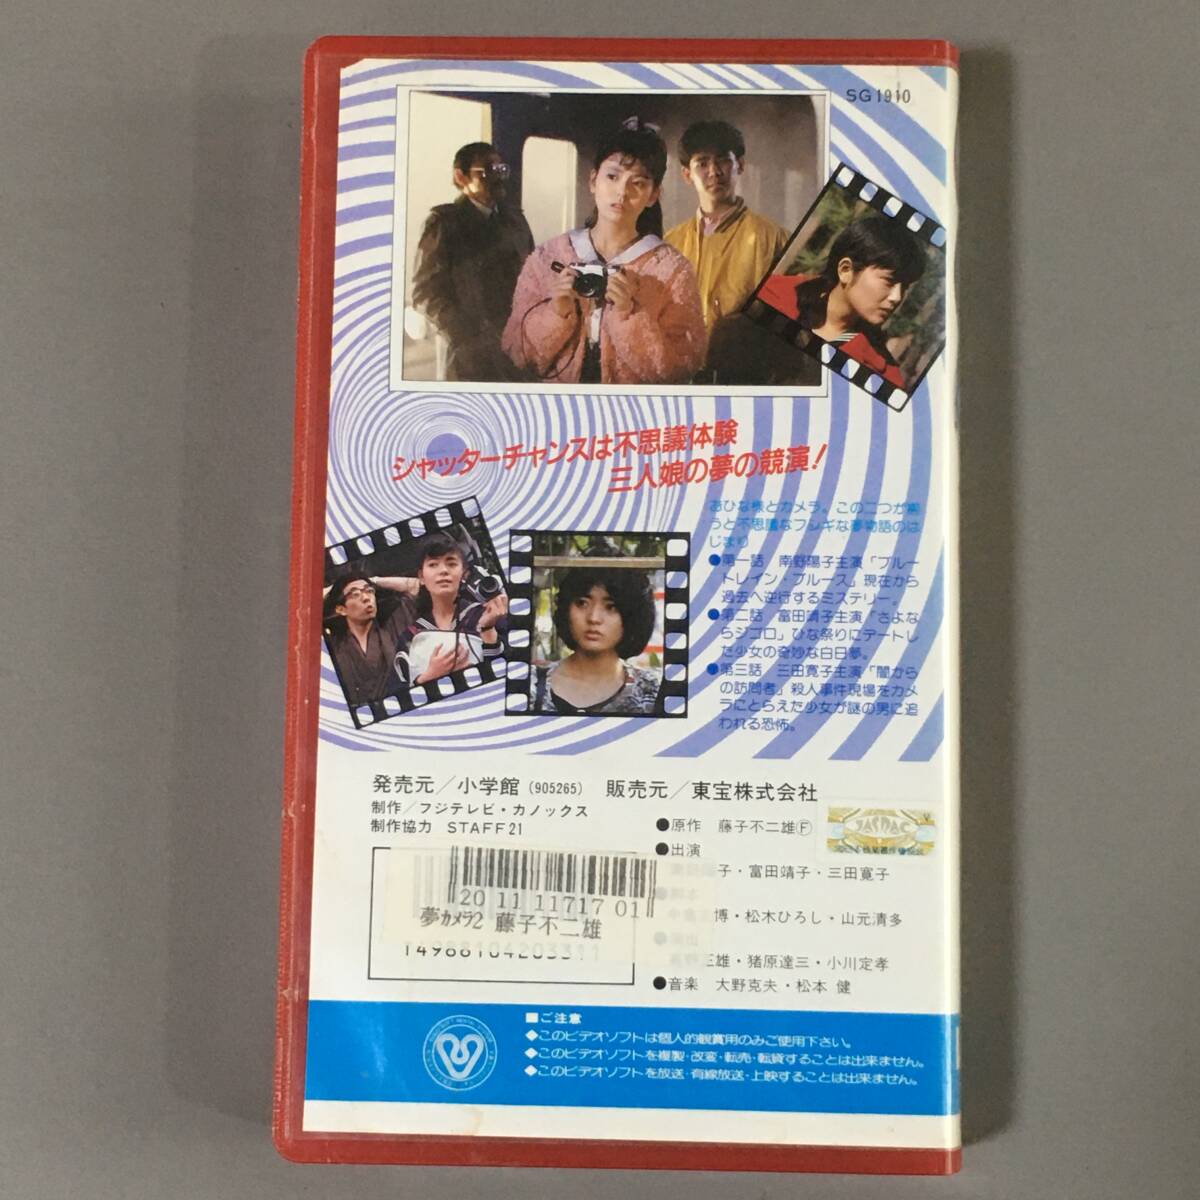 SG1910
シャッターチャンスは不思議体験
三人娘の夢の競演!
おひな様とカメラ。この二つが揃
うと不思議なフシギな夢物語のは
じまり
●第一話 南野陽子主演「ブルー
トレイン・ブルース」現在から
過去へ逆行するミステリー。
●第二話 富田靖子主演「さよな
らジゴロ」ひな祭りにデートし
た少女の奇妙な白日夢。
●第三話 三田寛子主演「闇から
の訪問者」殺人事件現場をカメ
ラにとらえた少女が謎の男に追
われる恐怖。
発売元/小学館(905265) 販売元/東宝株式会社
制作/フジテレビ・カノックス
制作協力 STAFF21
●原作 藤子不二雄Ⓕ
●出演
子・富田靖子・三田寛子
博・松木ひろし・山元清多
三雄・猪原達三・小川定孝
●音楽 大野克夫・松本 健
JASRAC
20 11 11717 01
夢カメラ2 藤子不二雄
14988104203311
■ご注意
◆このビデオソフトは個人的観賞用のみご使用下さい。
◆このビデオソフトを複製・改変・転売・転貸することは出来ません。
◆このビデオソフトを放送・有線放送・上映することは出来ません。